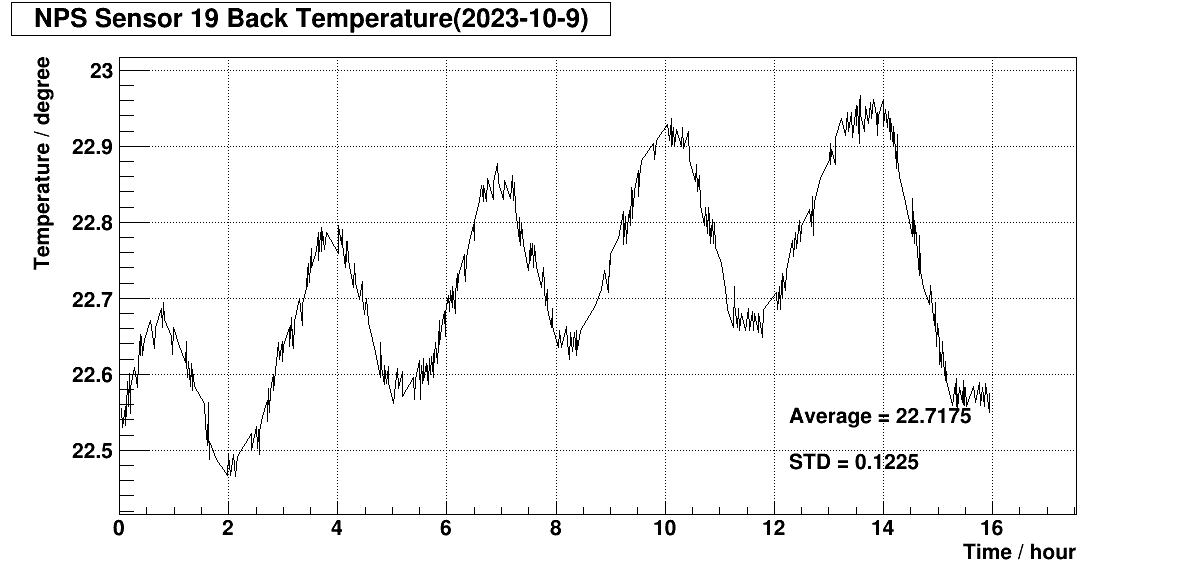 NPS Sensor 19 Back Temperature(2023-10-9)
Temperature / degree
23
22.9
22.8
22.7
22.6
22.5
Average = 22.7175
STD = 0.1225
0 2 4 6 8 10 12 14 16
Time / hour